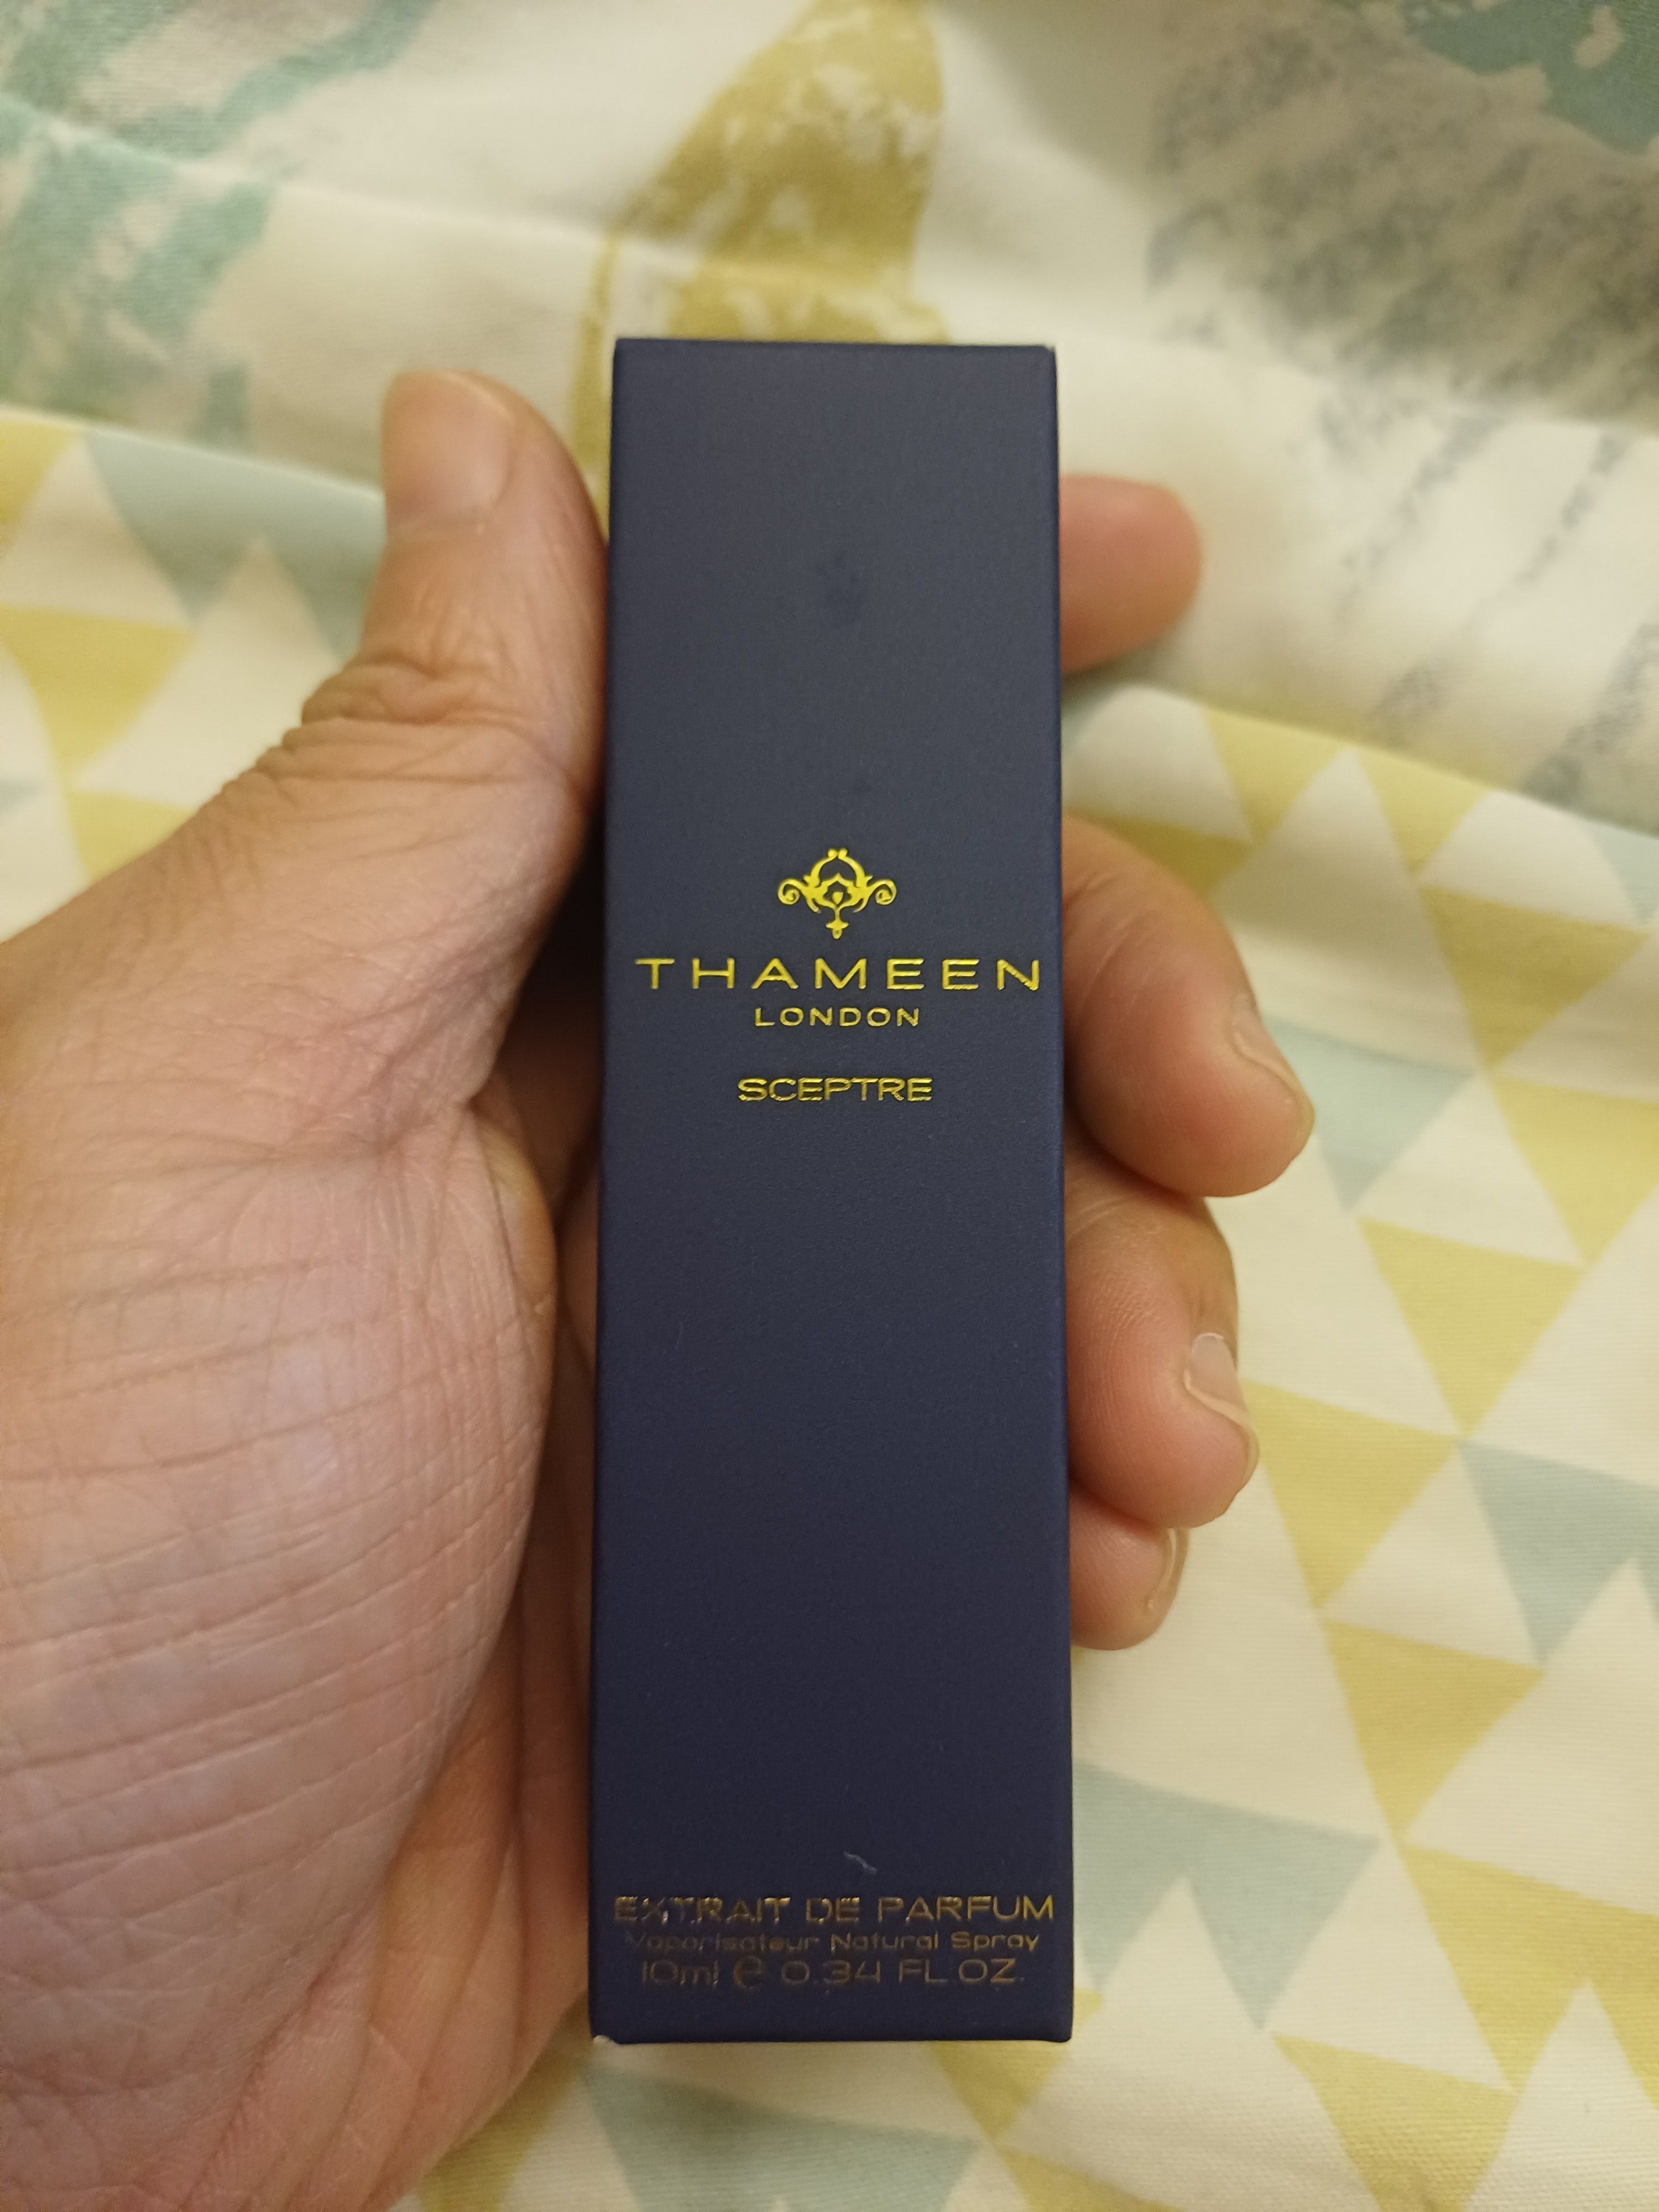 THAMEEN
LONDON
SCEPTRE
EXTRAIT DE PARFUM
Vaporisateur Natural Spray
10ml e 0.34 FL.OZ.